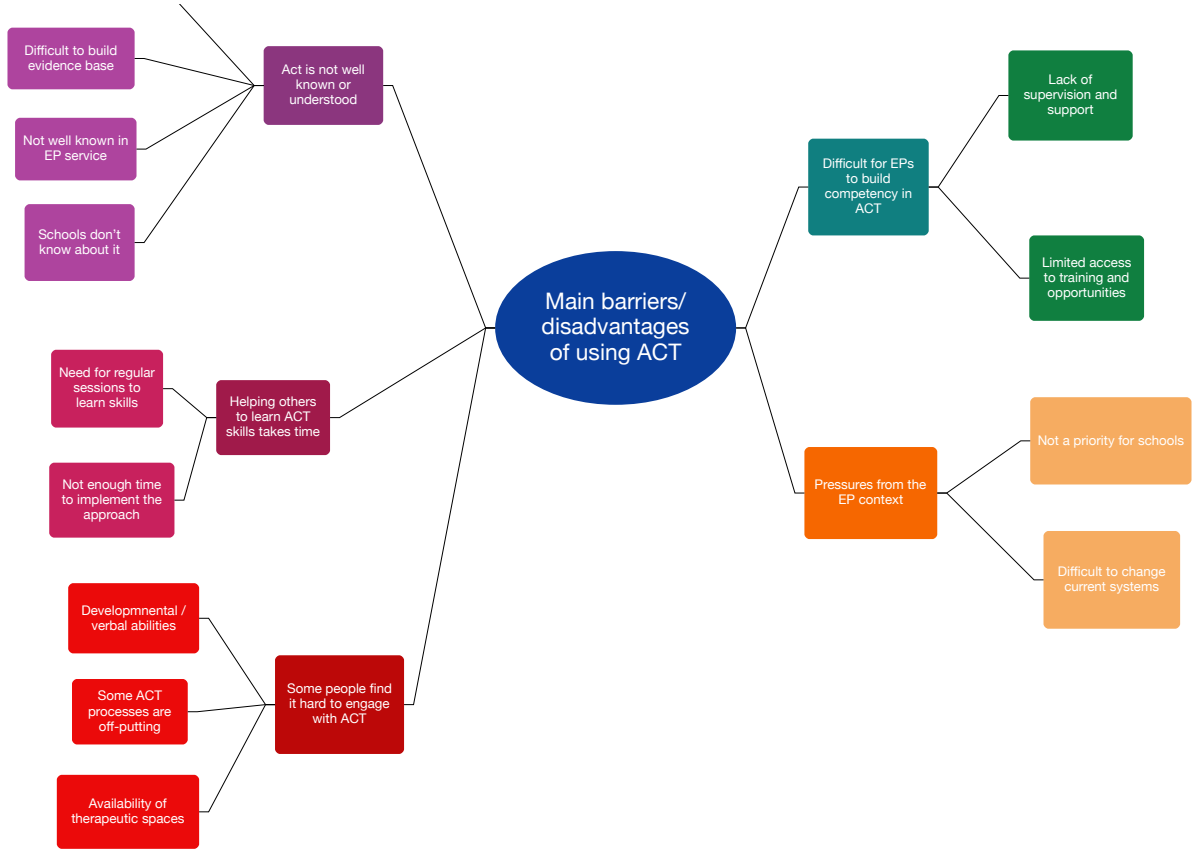 Difficult to build
evidence base
Not well known in
EP service
Schools don't
know about it
Act is not well
known or
understood
Need for regular
sessions to
learn skills
Not enough time
to implement the
approach
Helping others
to learn ACT
skills takes time
Developmnental /
verbal abilities
Some ACT
processes are
off-putting
Availability of
therapeutic spaces
Some people find
it hard to engage
with ACT
Main barriers/
disadvantages
of using ACT
Difficult for EPs
to build
competency in
ACT
Lack of
supervision and
support
Limited access
to training and
opportunities
Pressures from the
EP context
Not a priority for schools
Difficult to change
current systems